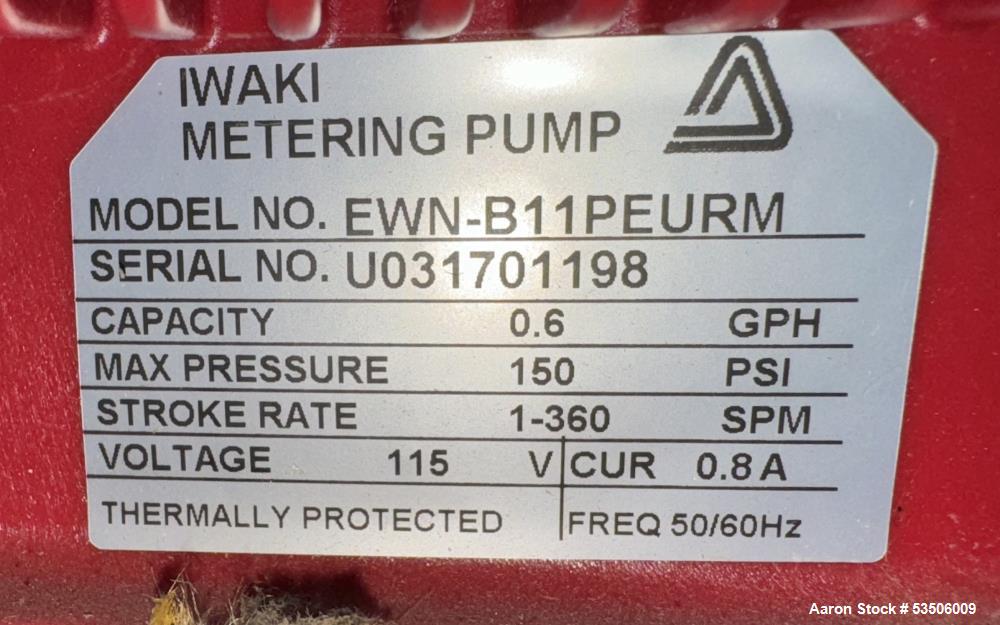 IWAKI
METERING PUMP
MODEL NO. EWN-B11PEURM
SERIAL NO. U031701198
CAPACITY 0.6 GPH
MAX PRESSURE 150 PSI
STROKE RATE 1-360 SPM
VOLTAGE 115 V CUR 0.8 A
THERMALLY PROTECTED FREQ 50/60Hz
Aaron Stock # 53506009